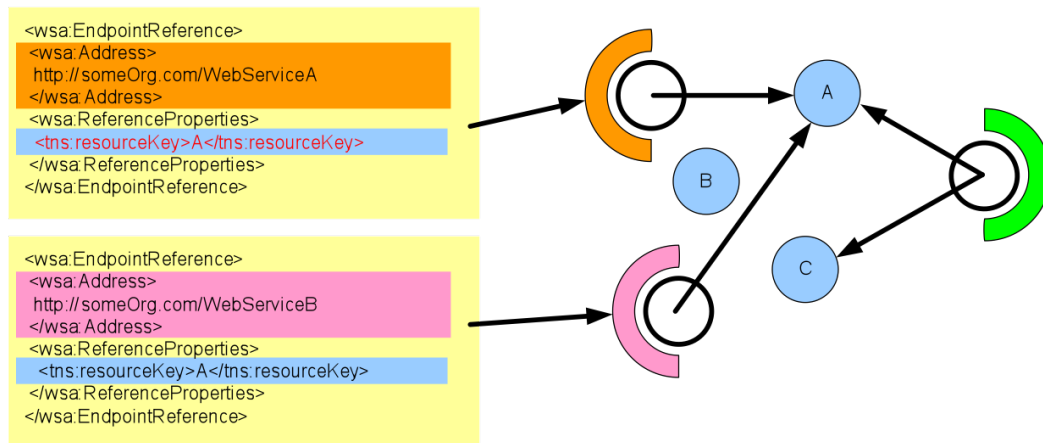 <wsa:EndpointReference>
<wsa:Address>
http://someOrg.com/WebServiceA
</wsa:Address>
<wsa:ReferenceProperties>
<tns:resourceKey>A</tns:resourceKey>
</wsa:ReferenceProperties>
</wsa:EndpointReference>
<wsa:EndpointReference>
<wsa:Address>
http://someOrg.com/WebServiceB
</wsa:Address>
<wsa:ReferenceProperties>
<tns:resourceKey>A</tns:resourceKey>
</wsa:ReferenceProperties>
</wsa:EndpointReference>
A
B
C